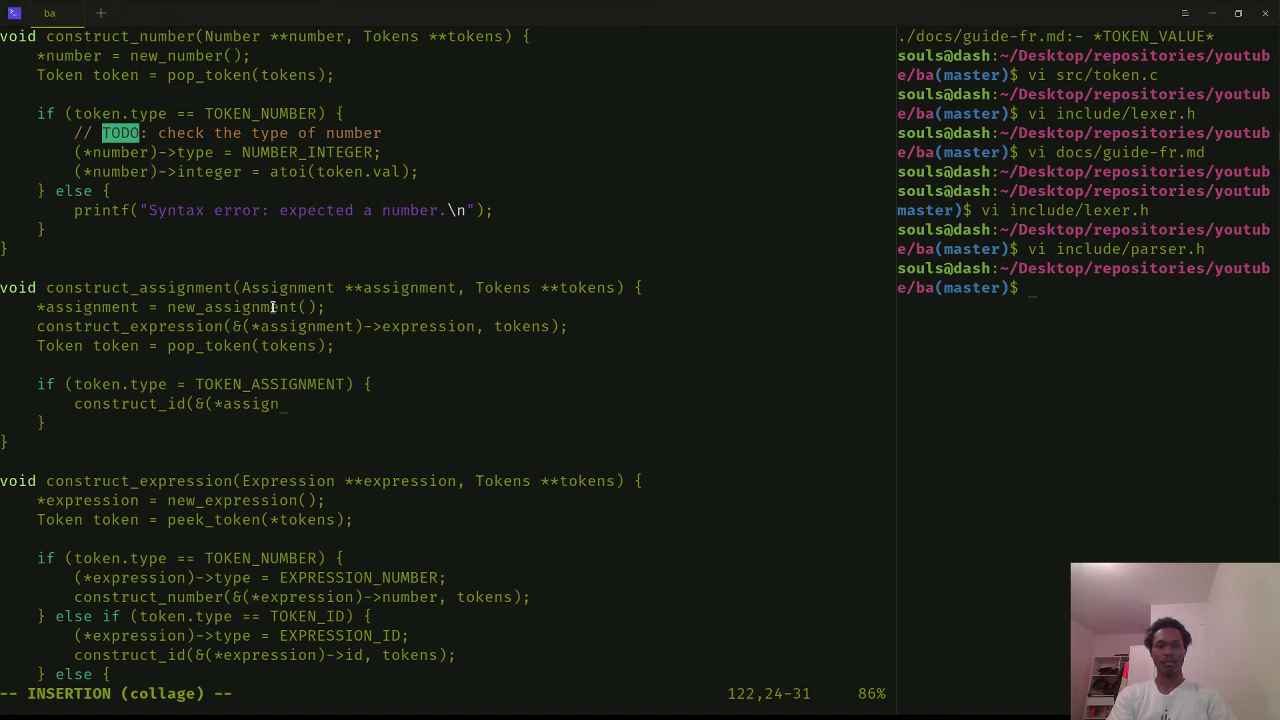 ba
void construct_number(Number **number, Tokens **tokens) {
    *number = new_number();
    Token token = pop_token(tokens);
    if (token.type == TOKEN_NUMBER) {
        // TODO: check the type of number
        (*number)->type = NUMBER_INTEGER;
        (*number)->integer = atoi(token.val);
    } else {
        printf("Syntax error: expected a number.\n");
    }
}
void construct_assignment(Assignment **assignment, Tokens **tokens) {
    *assignment = new_assignment();
    construct_expression(&(*assignment)->expression, tokens);
    Token token = pop_token(tokens);
    if (token.type = TOKEN_ASSIGNMENT) {
        construct_id(&(*assign_
    }
}
void construct_expression(Expression **expression, Tokens **tokens) {
    *expression = new_expression();
    Token token = peek_token(*tokens);
    if (token.type == TOKEN_NUMBER) {
        (*expression)->type = EXPRESSION_NUMBER;
        construct_number(&(*expression)->number, tokens);
    } else if (token.type == TOKEN_ID) {
        (*expression)->type = EXPRESSION_ID;
        construct_id(&(*expression)->id, tokens);
    } else {
-- INSERTION (collage) -- 122,24-31 86%
./docs/guide-fr.md:- *TOKEN_VALUE*
souls@dash:~/Desktop/repositories/youtub
e/ba(master)$ vi src/token.c
souls@dash:~/Desktop/repositories/youtub
e/ba(master)$ vi include/lexer.h
souls@dash:~/Desktop/repositories/youtub
e/ba(master)$ vi docs/guide-fr.md
souls@dash:~/Desktop/repositories/youtub
souls@dash:~/Desktop/repositories/youtub
master)$ vi include/lexer.h
souls@dash:~/Desktop/repositories/youtub
e/ba(master)$ vi include/parser.h
souls@dash:~/Desktop/repositories/youtub
e/ba(master)$ _